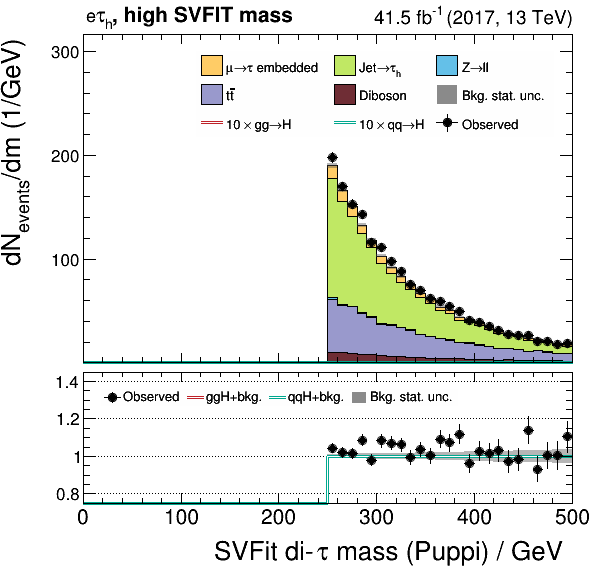 eτh, high SVFIT mass 41.5 fb⁻¹ (2017, 13 TeV)
dNevents/dm (1/GeV)
300
200
100
μ→τ embedded Jet→τh Z→ll
tt̄ Diboson Bkg. stat. unc.
10 × gg→H 10 × qq→H Observed
1.4
1.2
1
0.8
Observed ggH+bkg. qqH+bkg. Bkg. stat. unc.
0 100 200 300 400 500
SVFit di-τ mass (Puppi) / GeV